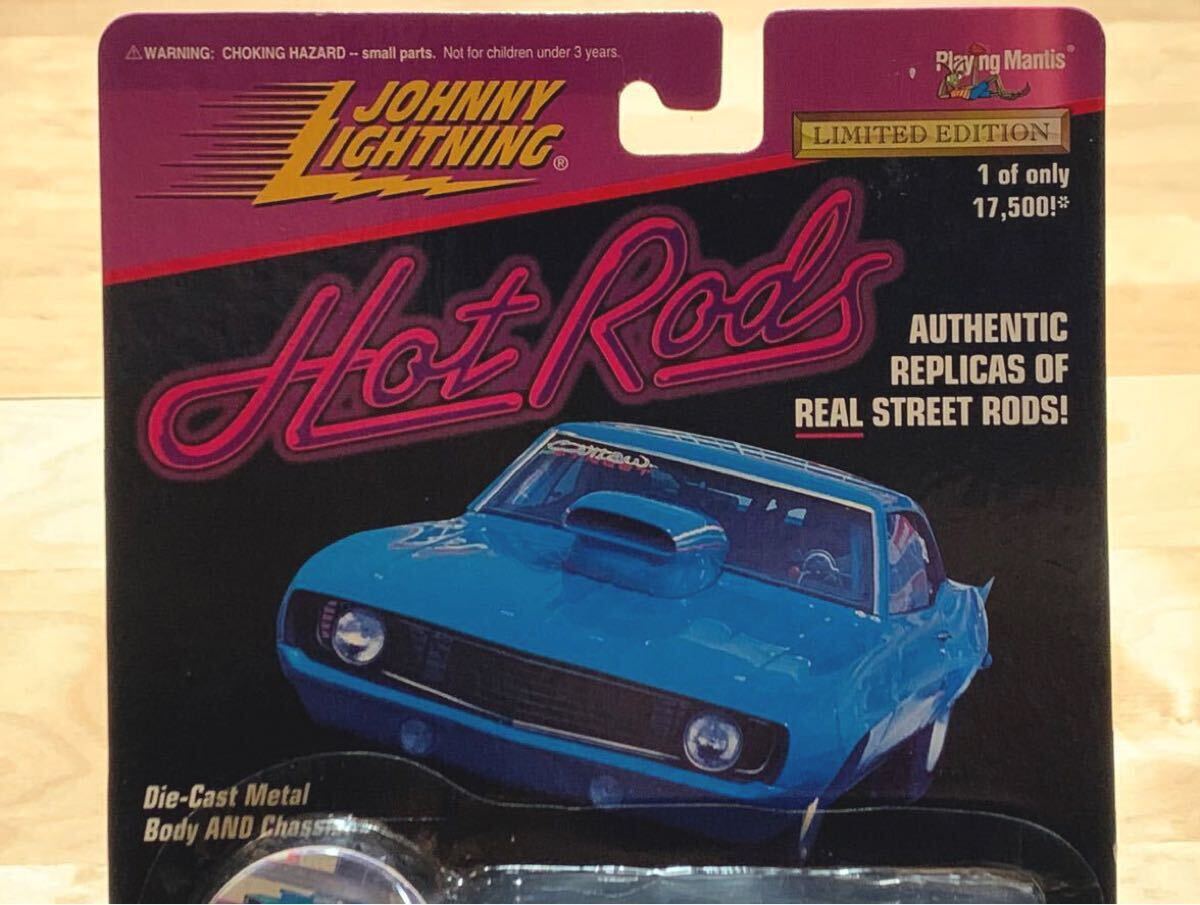 ⚠WARNING: CHOKING HAZARD -- small parts. Not for children under 3 years.
JOHNNY
LIGHTNING®
Playing Mantis®
LIMITED EDITION
1 of only
17,500!*
Hot Rods
AUTHENTIC
REPLICAS OF
REAL STREET RODS!
Die-Cast Metal
Body AND Chassis